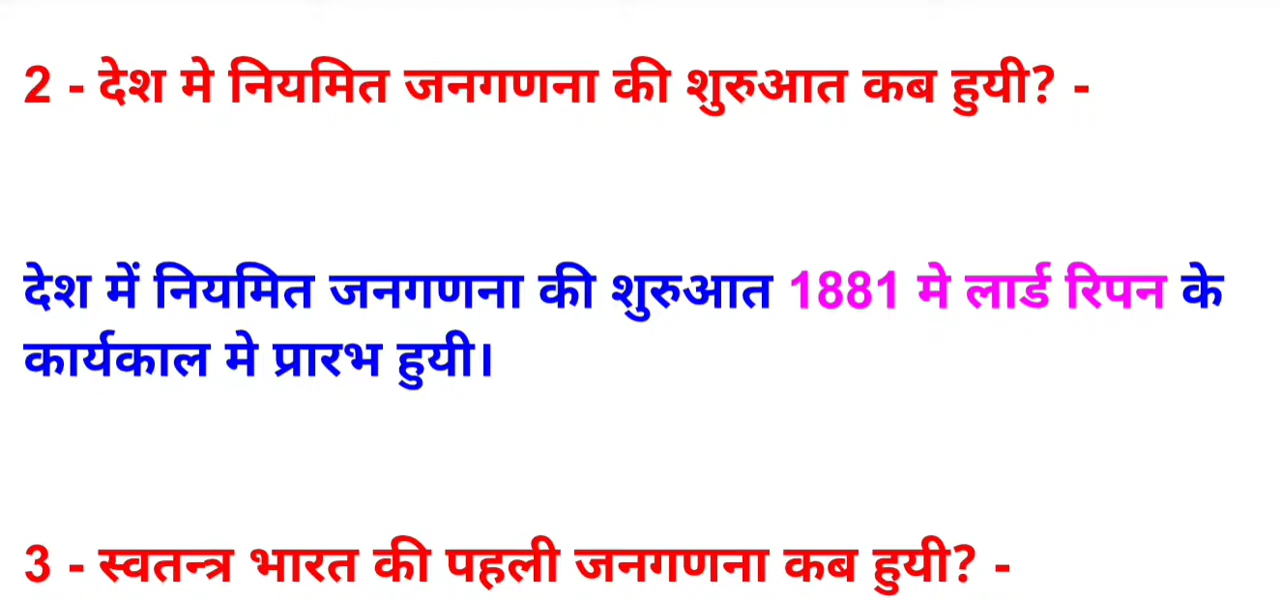 2 - देश मे नियमित जनगणना की शुरुआत कब हुयी? -
देश में नियमित जनगणना की शुरुआत 1881 मे लार्ड रिपन के
कार्यकाल मे प्रारभ हुयी।
3 - स्वतन्त्र भारत की पहली जनगणना कब हुयी? -